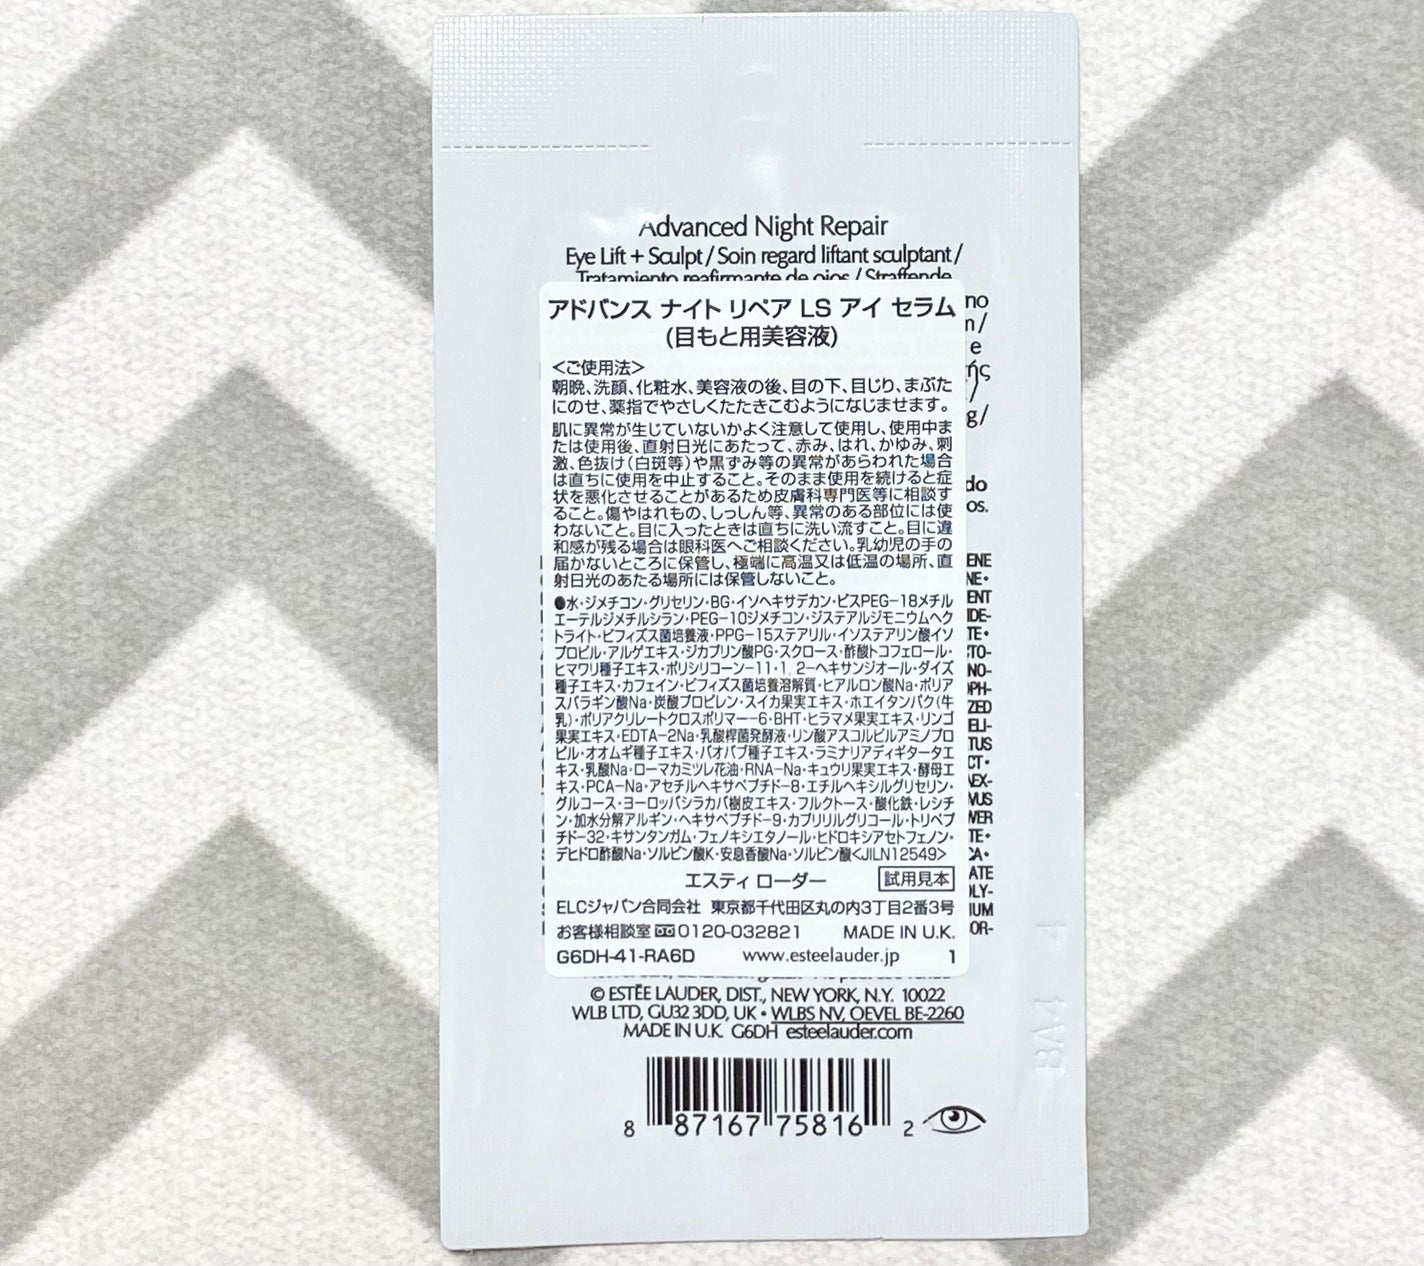 Advanced Night Repair
Eye Lift + Sculpt / Soin regard liftant sculptant /
Tratamiento reafirmante de ojos / Straffende
アドバンス ナイト リペア LS アイ セラム
(目もと用美容液)
<ご使用法>
朝晩、洗顔、化粧水、美容液の後、目の下、目じり、まぶた
にのせ、薬指でやさしくたたきこむようになじませます。
肌に異常が生じていないかよく注意して使用し、使用中ま
たは使用後、直射日光にあたって、赤み、はれ、かゆみ、刺
激、色抜け(白斑等)や黒ずみ等の異常があらわれた場合
は直ちに使用を中止すること。そのまま使用を続けると症
状を悪化させることがあるため皮膚科専門医等に相談す
ること。傷やはれもの、しっしん等、異常のある部位には使
わないこと。目に入ったときは直ちに洗い流すこと。目に違
和感が残る場合は眼科医へご相談ください。乳幼児の手の
届かないところに保管し、極端に高温又は低温の場所、直
射日光のあたる場所には保管しないこと。
●水・ジメチコン・グリセリン・BG・イソヘキサデカン・ビスPEG-18メチル
エーテルジメチルシラン・PEG-10ジメチコン・ジステアルジモニウムヘク
トライト・ビフィズス菌培養液・PPG-15ステアリル・イソステアリン酸イソ
プロピル・アルゲエキス・ジカプリン酸PG・スクロース・酢酸トコフェロール・
ヒマワリ種子エキス・ポリシリコーン-11・1, 2-ヘキサンジオール・ダイズ
種子エキス・カフェイン・ビフィズス菌培養溶解質・ヒアルロン酸Na・ポリア
スパラギン酸Na・炭酸プロピレン・スイカ果実エキス・ホエイタンパク(牛
乳)・ポリアクリレートクロスポリマー-6・BHT・ヒラマメ果実エキス・リンゴ
果実エキス・EDTA-2Na・乳酸桿菌発酵液・リン酸アスコルビルアミノプロ
ピル・オオムギ種子エキス・バオバブ種子エキス・ラミナリアディギタータエ
キス・乳酸Na・ローマカミツレ花油・RNA-Na・キュウリ果実エキス・酵母エ
キス・PCA-Na・アセチルヘキサペプチド-8・エチルヘキシルグリセリン・
グルコース・ヨーロッパシラカバ樹皮エキス・フルクトース・酸化鉄・レシチ
ン・加水分解アルギン・ヘキサペプチド-9・カプリリルグリコール・トリペプ
チド-32・キサンタンガム・フェノキシエタノール・ヒドロキシアセトフェノン・
デヒドロ酢酸Na・ソルビン酸K・安息香酸Na・ソルビン酸<JILN12549>
エスティ ローダー 試用見本
ELCジャパン合同会社 東京都千代田区丸の内3丁目2番3号
お客様相談室 0120-032821 MADE IN U.K.
G6DH-41-RA6D www.esteelauder.jp 1
© ESTĒE LAUDER, DIST., NEW YORK, N.Y. 10022
WLB LTD, GU32 3DD, UK • WLBS NV, OEVEL BE-2260
MADE IN U.K. G6DH esteelauder.com
8 87167 75816 2